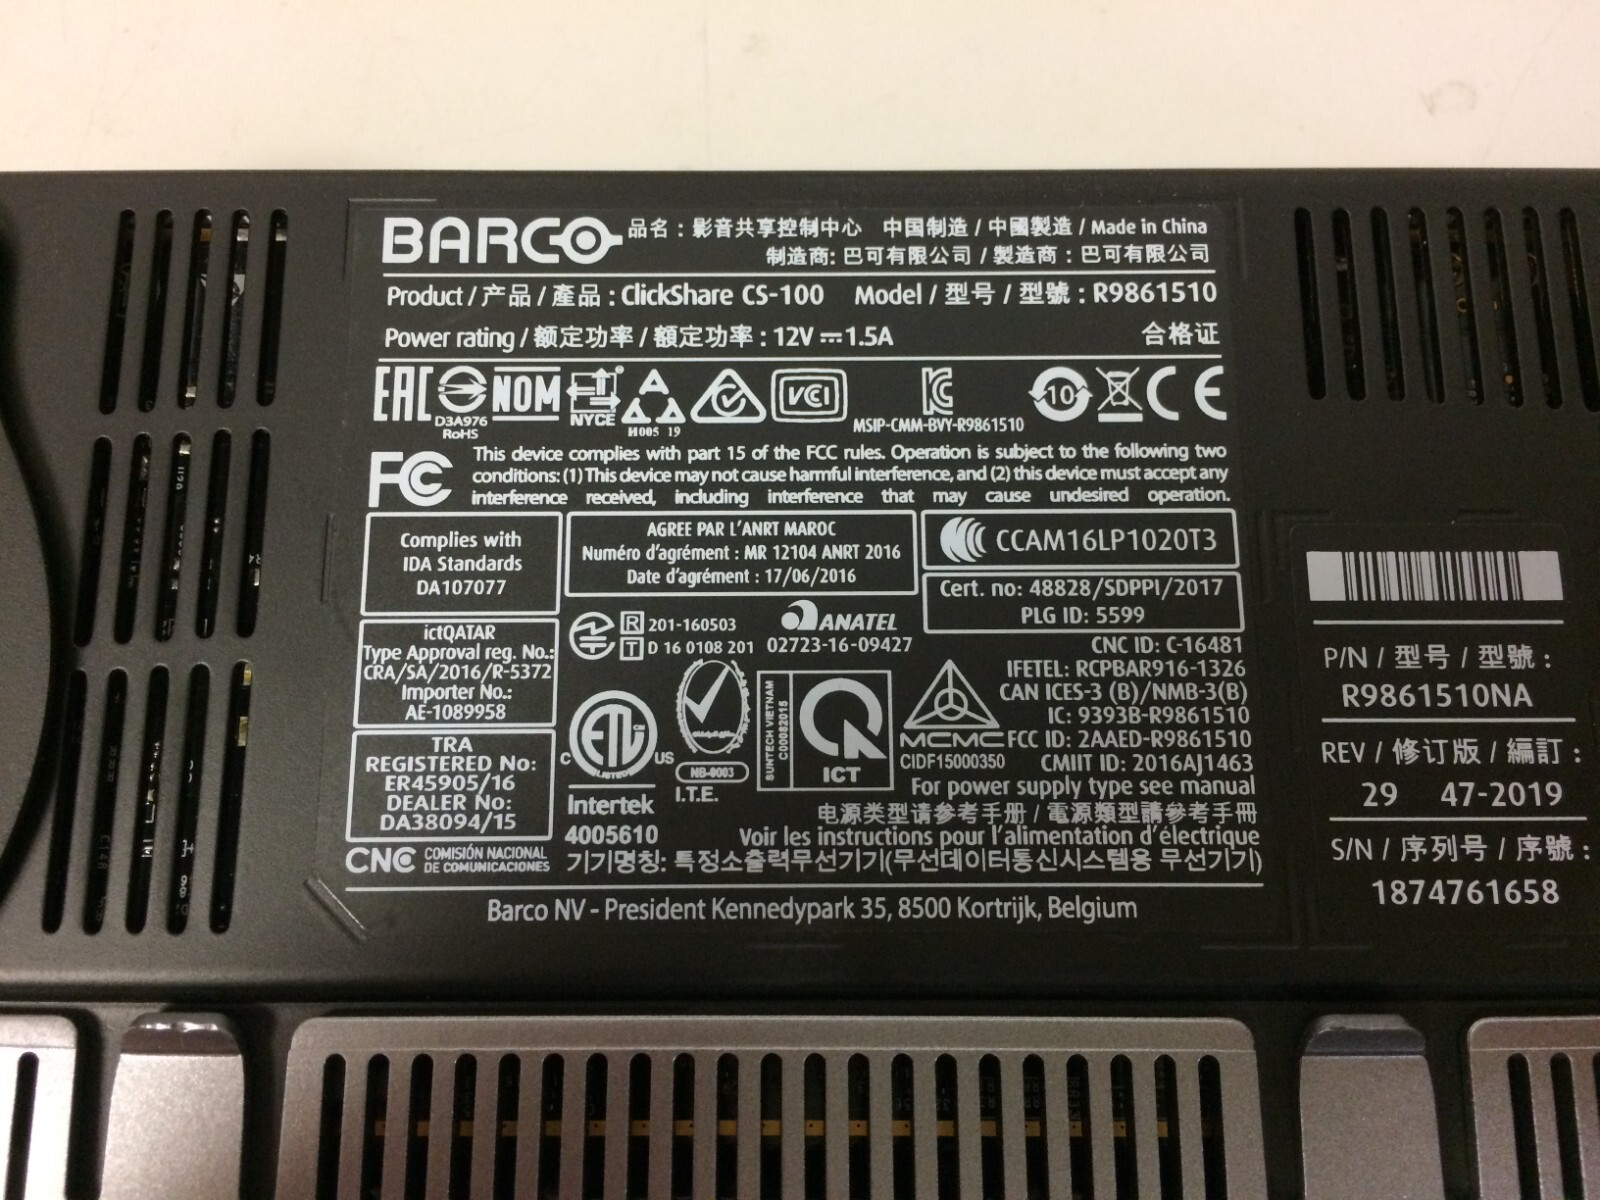 BARCO 品名：影音共享控制中心 中国制造 / 中國製造 / Made in China
制造商: 巴可有限公司 / 製造商：巴可有限公司
Product / 产品 / 產品 : ClickShare CS-100 Model / 型号 / 型號 : R9861510
Power rating / 额定功率 / 額定功率 : 12V ⎓ 1.5A 合格证
EAC D3A976 RoHS NOM NYCE H005 19 VCI MSIP-CMM-BVY-R9861510 10 CE
FC This device complies with part 15 of the FCC rules. Operation is subject to the following two
conditions: (1) This device may not cause harmful interference, and (2) this device must accept any
interference received, including interference that may cause undesired operation.
Complies with
IDA Standards
DA107077
AGREE PAR L'ANRT MAROC
Numéro d'agrément : MR 12104 ANRT 2016
Date d'agrément : 17/06/2016
CCAM16LP1020T3
Cert. no: 48828/SDPPI/2017
PLG ID: 5599
ictQATAR
Type Approval reg. No.:
CRA/SA/2016/R-5372
Importer No.:
AE-1089958
R 201-160503
T D 16 0108 201
ANATEL
02723-16-09427
CNC ID: C-16481
IFETEL: RCPBAR916-1326
CAN ICES-3 (B)/NMB-3(B)
IC: 9393B-R9861510
FCC ID: 2AAED-R9861510
CMIIT ID: 2016AJ1463
TRA
REGISTERED No:
ER45905/16
DEALER No:
DA38094/15
C ETL US
LISTED
Intertek
4005610
NB-0003
I.T.E.
SUNTECH VIETNAM
C00082015
ICT
MCMC
CIDF15000350
For power supply type see manual
电源类型请参考手册 / 電源類型請參考手冊
Voir les instructions pour l'alimentation d'électrique
CNC COMISIÓN NACIONAL
DE COMUNICACIONES
기기명칭: 특정소출력무선기기(무선데이터통신시스템용 무선기기)
Barco NV - President Kennedypark 35, 8500 Kortrijk, Belgium
P/N / 型号 / 型號 :
R9861510NA
REV / 修订版 / 編訂 :
29 47-2019
S/N / 序列号 / 序號 :
1874761658